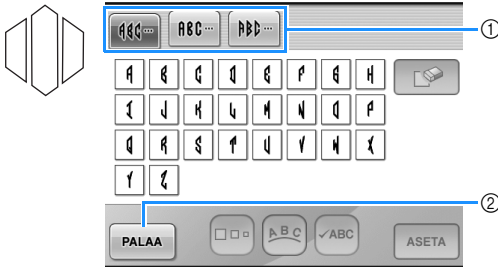 ABC… ABC… ABC… ①
A B C D E F G H
I J K L M N O P
Q R S T U V W X
Y Z
②
PALAA ABC ✓ABC ASETA